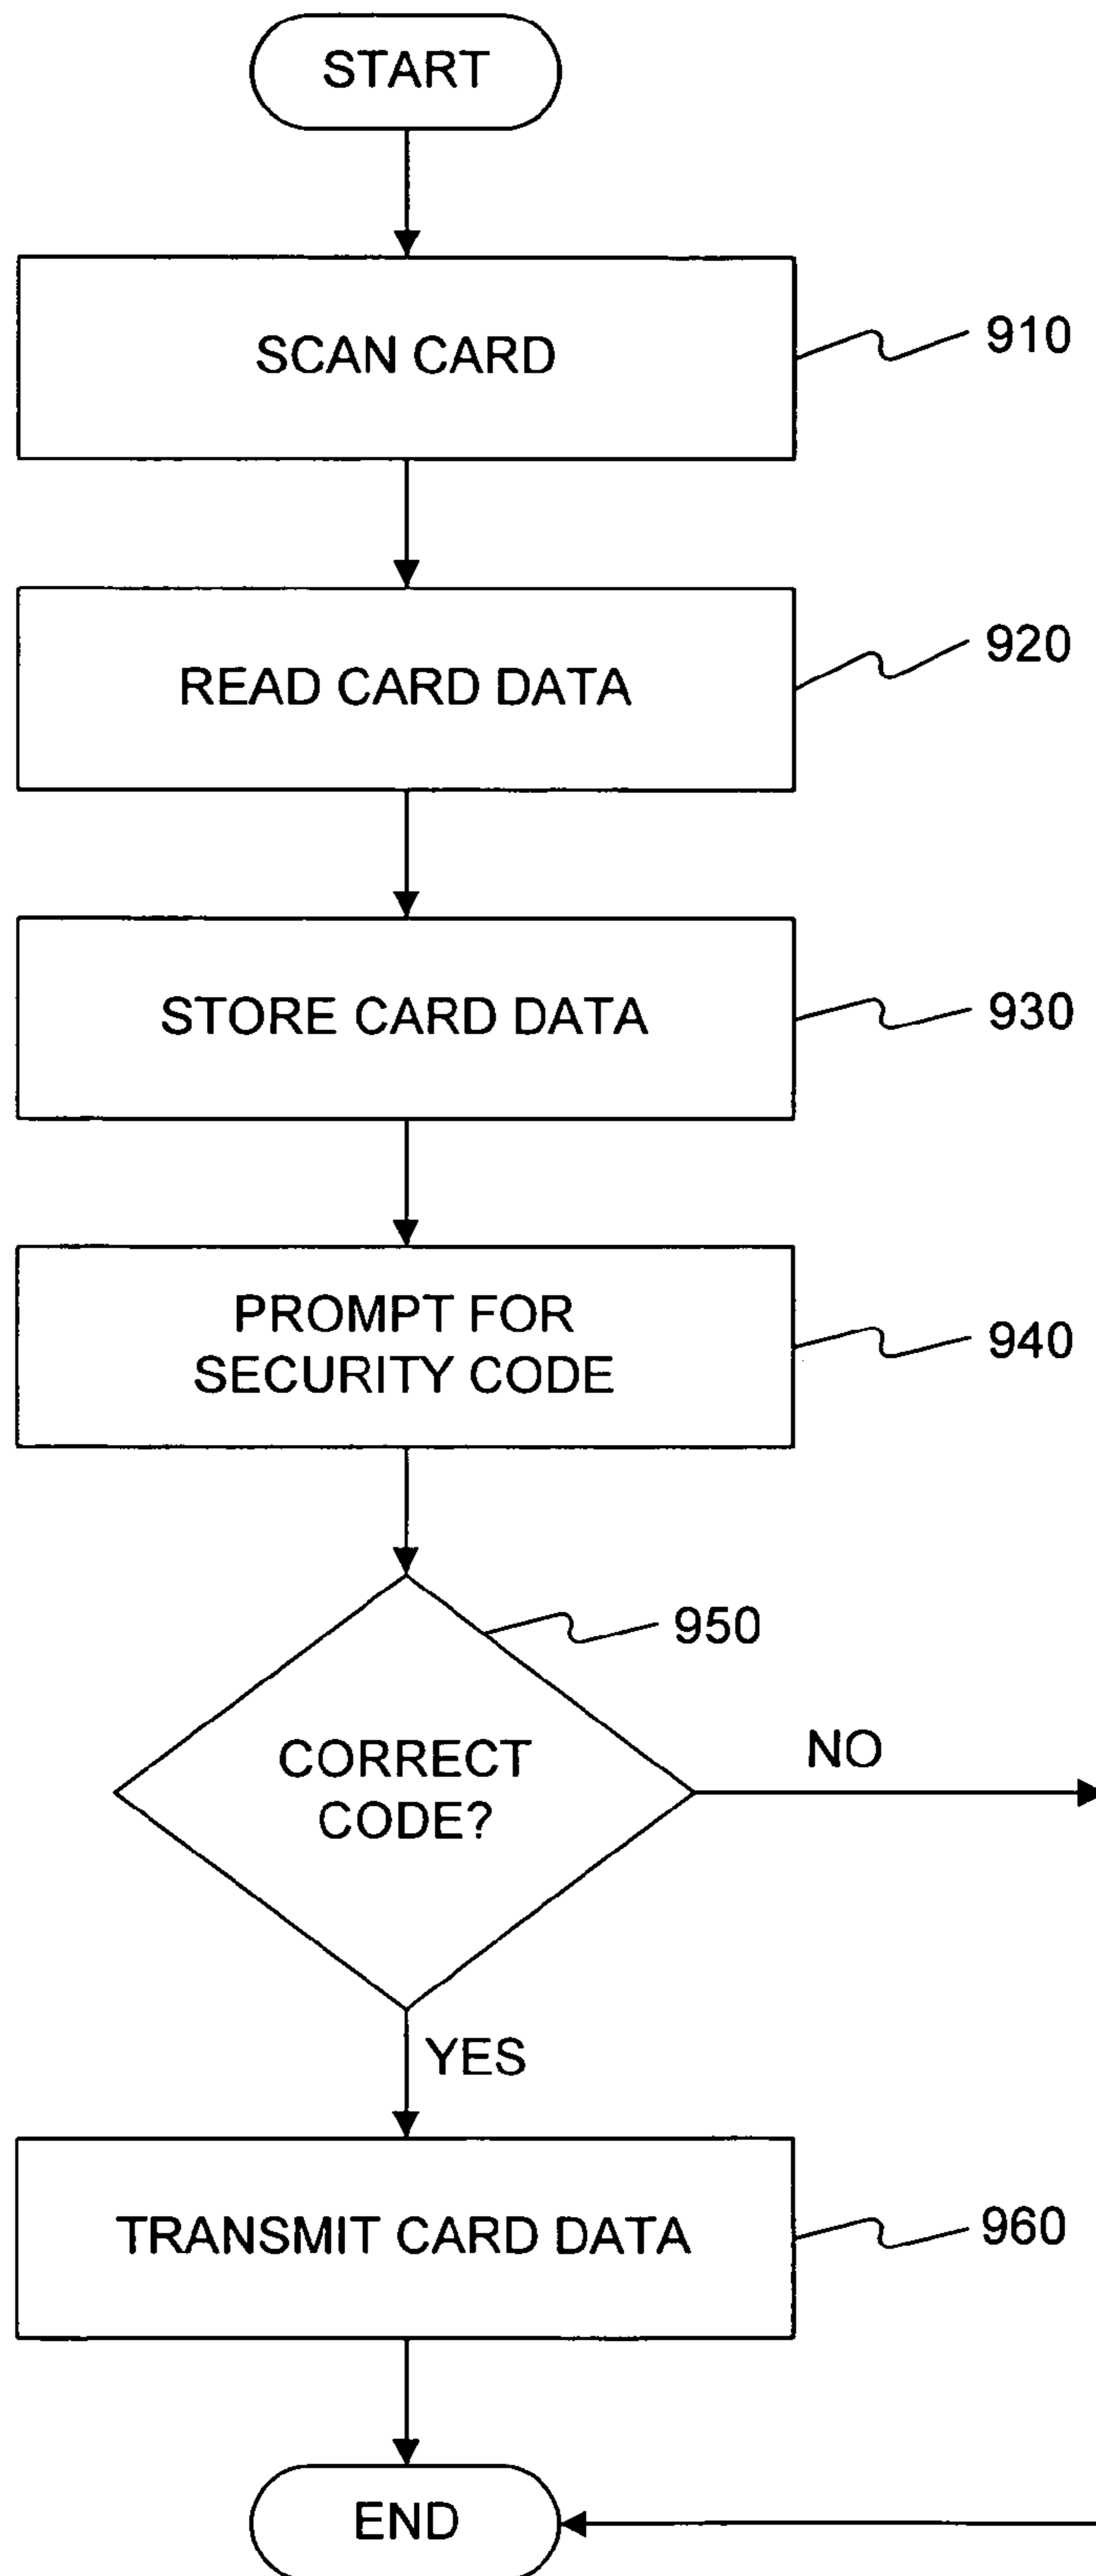 START
SCAN CARD
910
READ CARD DATA
920
STORE CARD DATA
930
PROMPT FOR
SECURITY CODE
940
950
CORRECT
CODE?
NO
YES
TRANSMIT CARD DATA
960
END